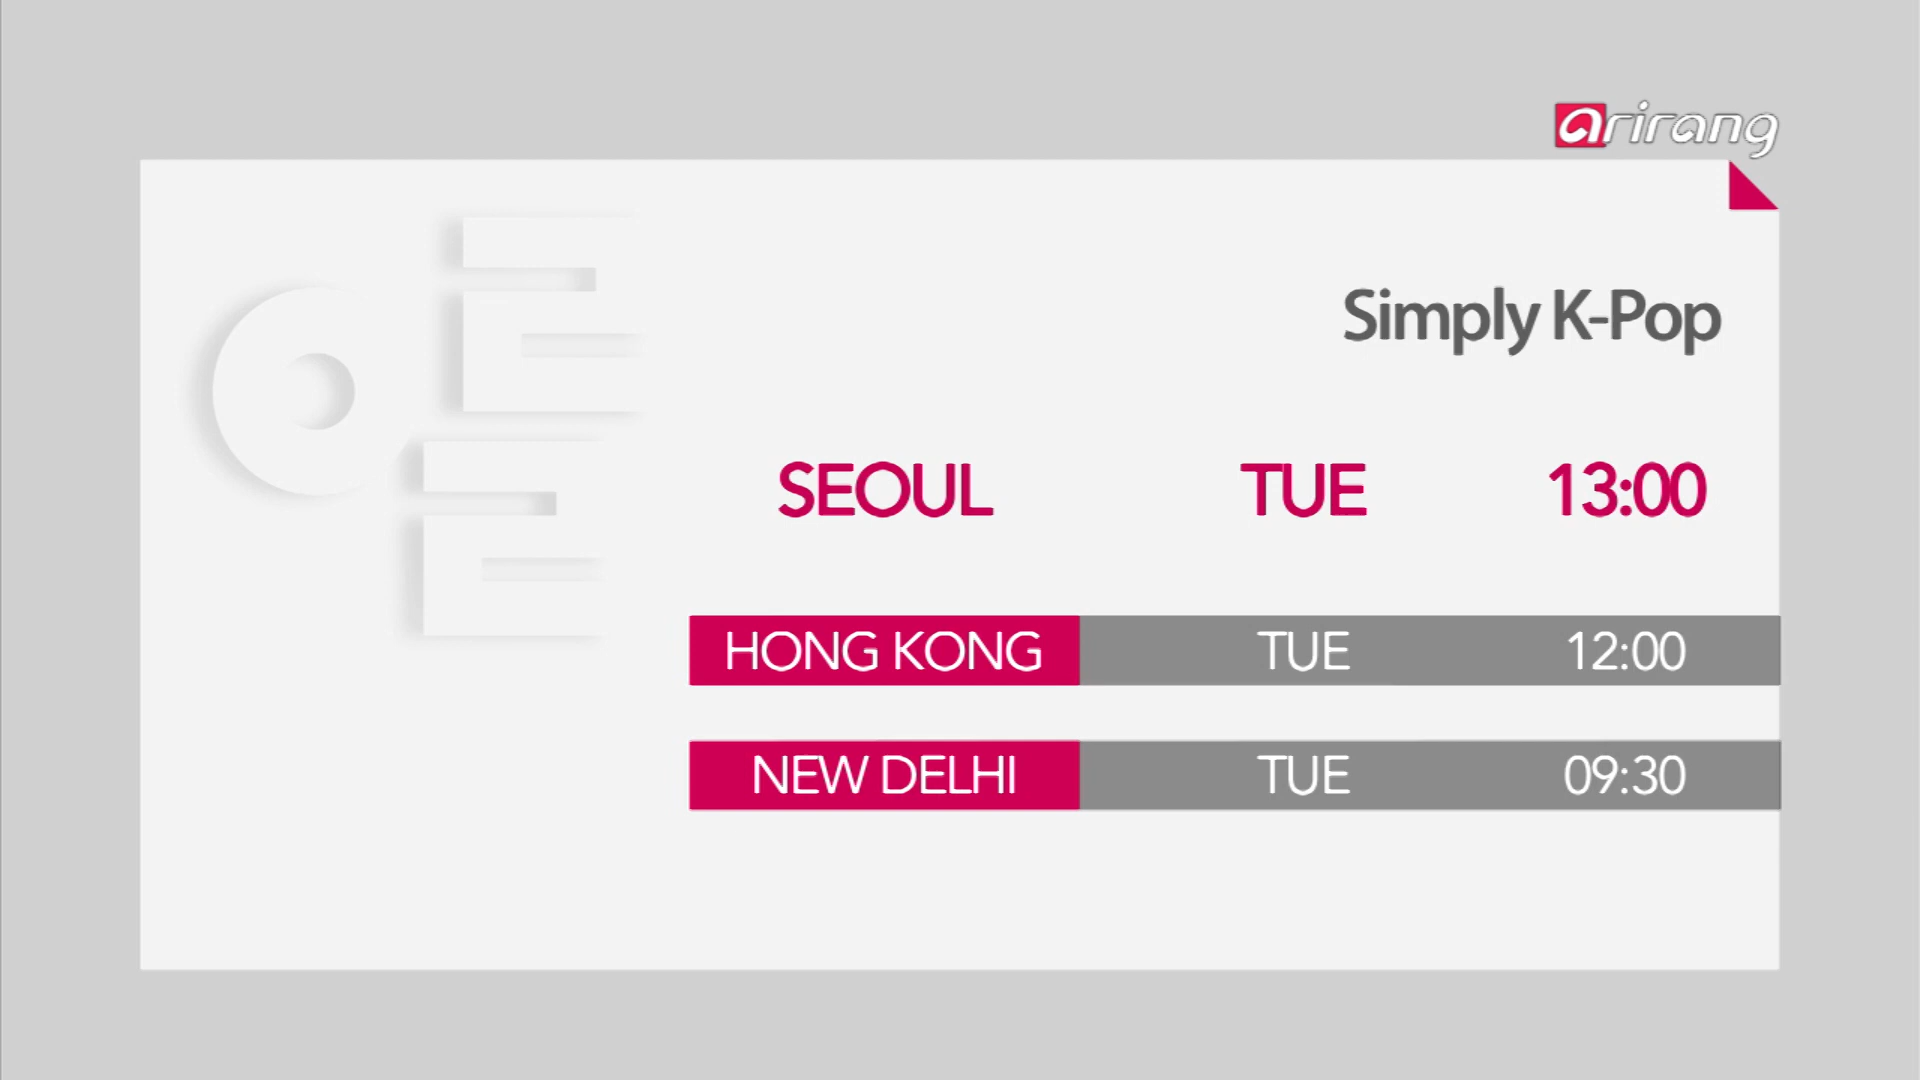 arirang
Simply K-Pop
SEOUL TUE 13:00
HONG KONG TUE 12:00
NEW DELHI TUE 09:30